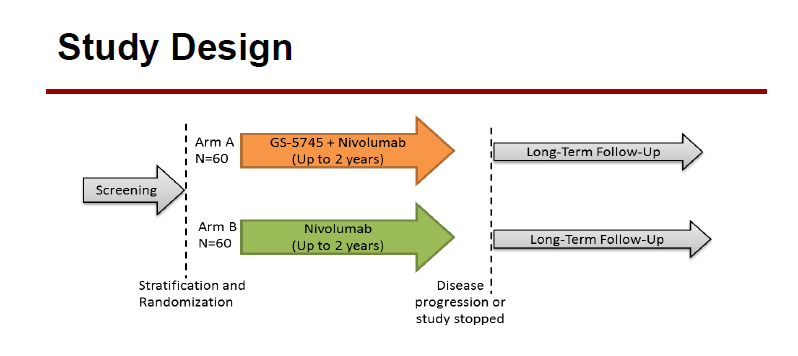 Study Design
Screening
Arm A
N=60
GS-5745 + Nivolumab
(Up to 2 years)
Long-Term Follow-Up
Arm B
N=60
Nivolumab
(Up to 2 years)
Long-Term Follow-Up
Stratification and
Randomization
Disease
progression or
study stopped